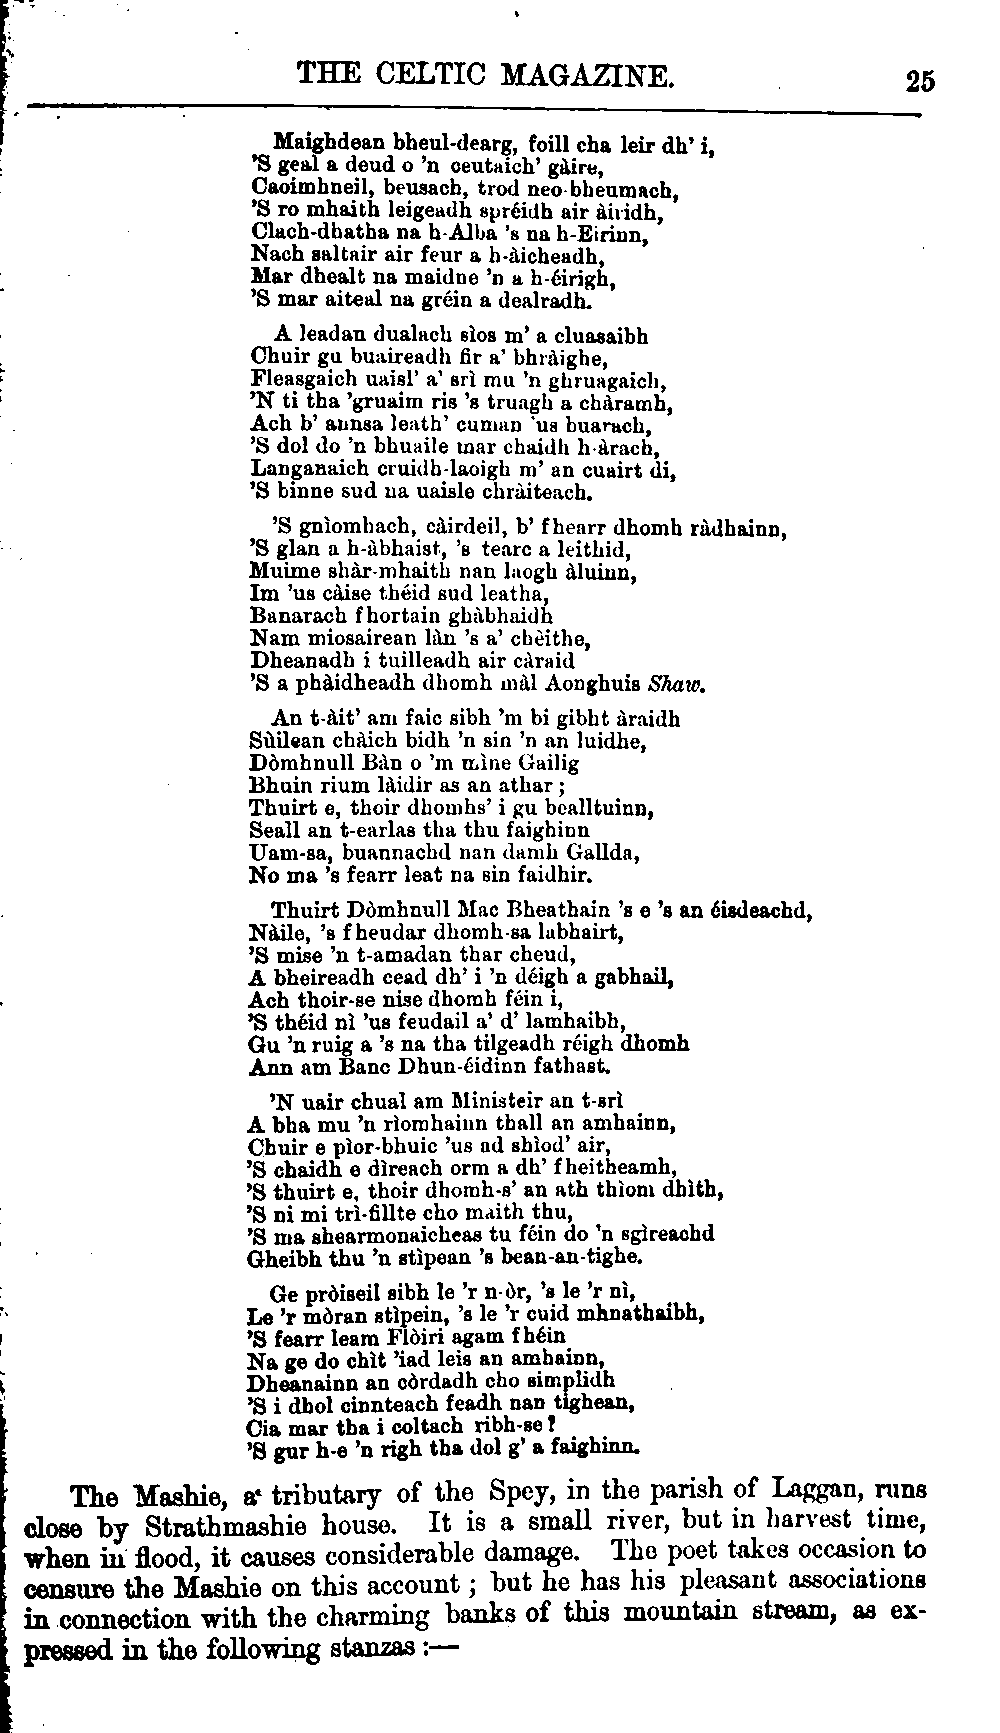 THE CELTIC MAGAZINE. 25
Maighdean bheul-dearg, foill cha leir dh' i,
'S geal a deud o 'n ceutaich' gàire,
Caoimhneil, beusach, trod neo-bheumach,
'S ro mhaith leigeadh spréidh air àiridh,
Clach-dhatha na h-Alba 's na h-Eirinn,
Nach saltair air feur a h-àicheadh,
Mar dhealt na maidne 'n a h-éirigh,
'S mar aiteal na gréin a dealradh.
A leadan dualach sìos m' a cluasaibh
Chuir gu buaireadh fir a' bhràighe,
Fleasgaich uaisl' a' srì mu 'n ghruagaich,
'N ti tha 'gruaim ris 's truagh a chàramh,
Ach b' annsa leath' cuman 'us buarach,
'S dol do 'n bhuaile mar chaidh h-àrach,
Langanaich cruidh-laoigh m' an cuairt di,
'S binne sud na uaisle chràiteach.
'S gnìomhach, càirdeil, b' fhearr dhomh ràdhainn,
'S glan a h-àbhaist, 's tearc a leithid,
Muime shàr-mhaith nan laogh àluinn,
Im 'us càise théid sud leatha,
Banarach fhortain ghàbhaidh
Nam miosairean làn 's a' chèithe,
Dheanadh i tuilleadh air càraid
'S a phàidheadh dhomh màl Aonghuis Shaw.
An t-àit' am faic sibh 'm bi gibht àraidh
Sùilean chàich bidh 'n sin 'n an luidhe,
Dòmhnull Bàn o 'm mìne Gailig
Bhuin rium làidir as an athar;
Thuirt e, thoir dhomhs' i gu bealltuinn,
Seall an t-earlas tha thu faighinn
Uam-sa, buannachd nan damh Gallda,
No ma 's fearr leat na sin faidhir.
Thuirt Dòmhnull Mac Bheathain 's e 's an éisdeachd,
Nàile, 's fheudar dhomh-sa labhairt,
'S mise 'n t-amadan thar cheud,
A bheireadh cead dh' i 'n déigh a gabhail,
Ach thoir-se nise dhomh féin i,
'S théid nì 'us feudail a' d' lamhaibh,
Gu 'n ruig a 's na tha tilgeadh réigh dhomh
Ann am Banc Dhun-éidinn fathast.
'N uair chual am Ministeir an t-srì
A bha mu 'n rìomhainn thall an amhainn,
Chuir e pìor-bhuic 'us ad shìod' air,
'S chaidh e dìreach orm a dh' fheitheamh,
'S thuirt e, thoir dhomh-s' an ath thiom dhìth,
'S ni mi trì-fillte cho maith thu,
'S ma shearmonaicheas tu féin do 'n sgìreachd
Gheibh thu 'n stìpean 's bean-an-tighe.
Ge pròiseil sibh le 'r n-òr, 's le 'r nì,
Le 'r mòran stìpein, 's le 'r cuid mhnathaibh,
'S fearr leam Flòiri agam fhéin
Na ge do chìt 'iad leis an amhainn,
Dheanainn an còrdadh cho simplidh
'S i dhol cinnteach feadh nan tighean,
Cia mar tha i coltach ribh-se?
'S gur h-e 'n righ tha dol g' a faighinn.
The Mashie, a tributary of the Spey, in the parish of Laggan, runs
close by Strathmashie house. It is a small river, but in harvest time,
when in flood, it causes considerable damage. The poet takes occasion to
censure the Mashie on this account; but he has his pleasant associations
in connection with the charming banks of this mountain stream, as ex-
pressed in the following stanzas:—